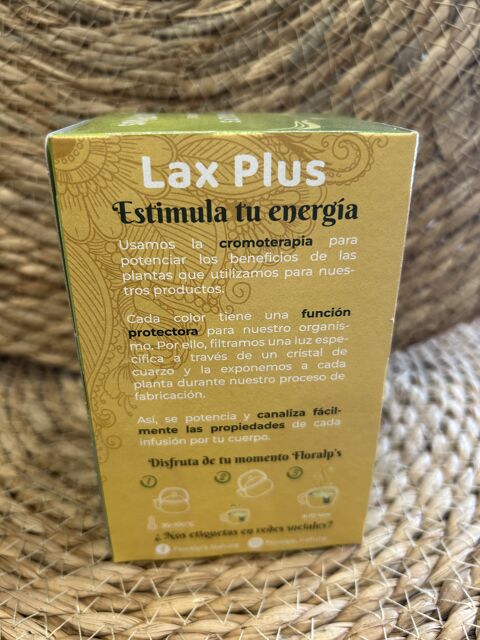 Lax Plus
Estimula tu energía
Usamos la cromoterapia para
potenciar los beneficios de las
plantas que utilizamos para nues-
tros productos.
Cada color tiene una función
protectora para nuestro organis-
mo. Por ello, filtramos una luz espe-
cífica a través de un cristal de
cuarzo y la exponemos a cada
planta durante nuestro proceso de
fabricación.
Así, se potencia y canaliza fácil-
mente las propiedades de cada
infusión por tu cuerpo.
Disfruta de tu momento Floralp's
1 2 3
¿Nos etiquetas en redes sociales?